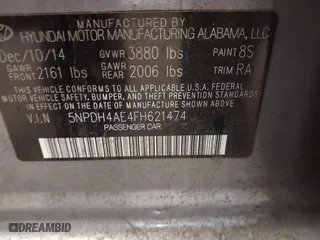 HYUNDAI MOTOR MANUFACTURING ALABAMA, LLC
Dec/10/14 GVWR 3880 lbs PAINT 8S
GAWR FRONT 2161 lbs GAWR REAR 2006 lbs TRIM RA
THIS VEHICLE CONFORMS TO ALL APPLICABLE FEDERAL
MOTOR VEHICLE SAFETY, BUMPER, AND THEFT PREVENTION
STANDARDS IN EFFECT ON THE DATE OF MANUFACTURE SHOWN ABOVE.
V.I.N 5NPDH4AE4FH621474
PASSENGER CAR
DREAMBID